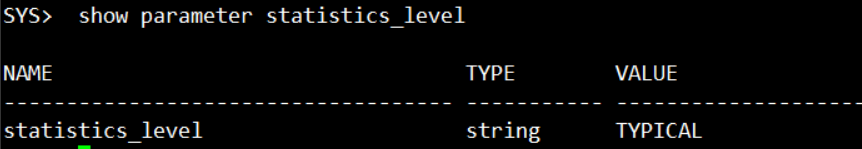 SYS>  show parameter statistics_level
NAME                                 TYPE        VALUE
------------------------------------ ----------- --------------------
statistics_level                     string      TYPICAL